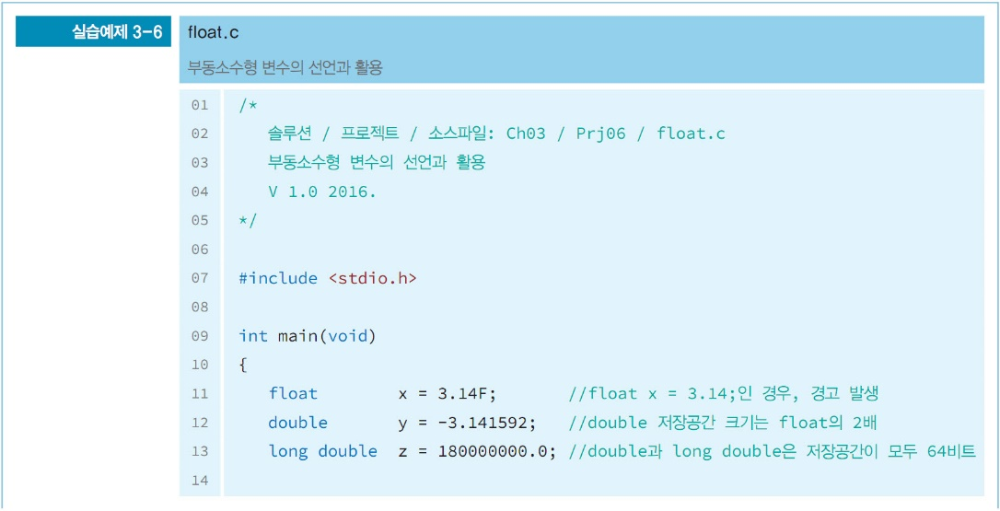 실습예제 3-6
float.c
부동소수형 변수의 선언과 활용
01 /*
02 솔루션 / 프로젝트 / 소스파일: Ch03 / Prj06 / float.c
03 부동소수형 변수의 선언과 활용
04 V 1.0 2016.
05 */
06
07 #include <stdio.h>
08
09 int main(void)
10 {
11 float x = 3.14F; //float x = 3.14;인 경우, 경고 발생
12 double y = -3.141592; //double 저장공간 크기는 float의 2배
13 long double z = 180000000.0; //double과 long double은 저장공간이 모두 64비트
14